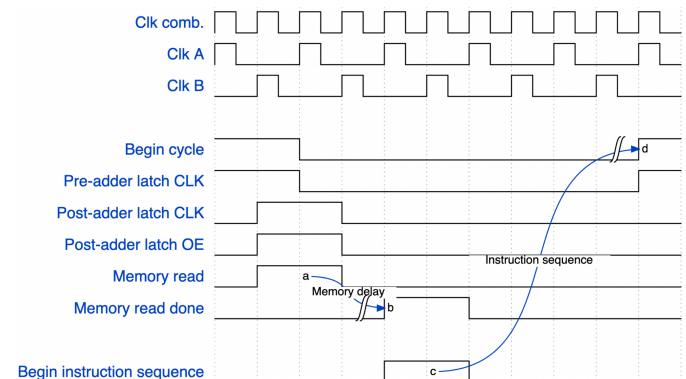 Clk comb.
Clk A
Clk B
Begin cycle
d
Pre-adder latch CLK
Post-adder latch CLK
Post-adder latch OE
Instruction sequence
Memory read
a
Memory delay
Memory read done
b
Begin instruction sequence
c